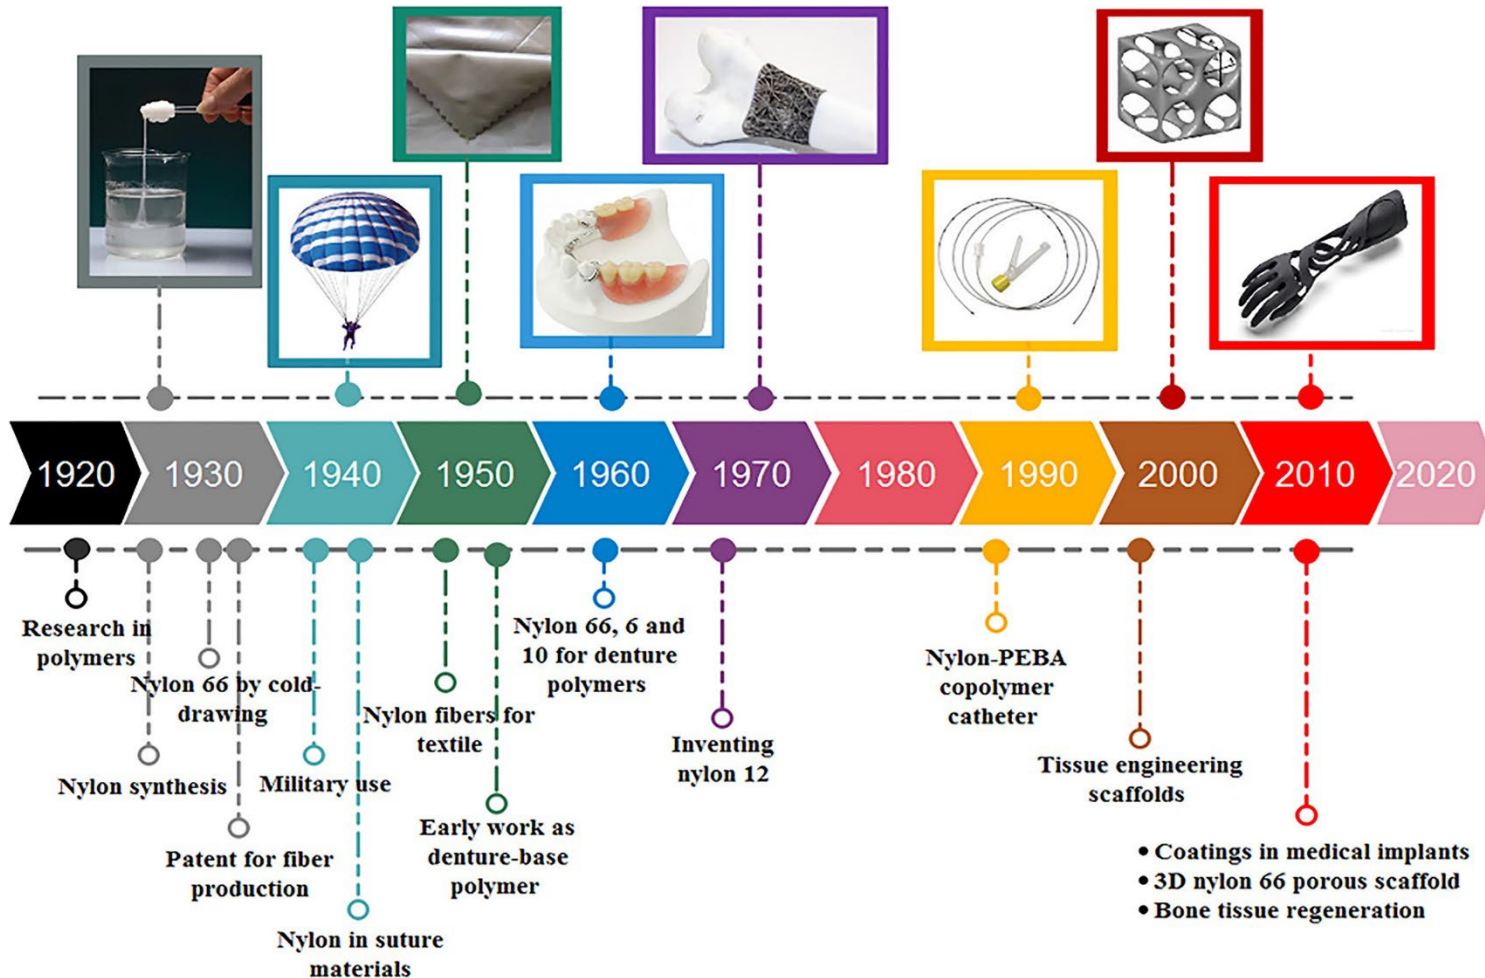 1920
1930
1940
1950
1960
1970
1980
1990
2000
2010
2020
Research in
polymers
Nylon 66 by cold-
drawing
Nylon synthesis
Patent for fiber
production
Military use
Nylon in suture
materials
Nylon fibers for
textile
Early work as
denture-base
polymer
Nylon 66, 6 and
10 for denture
polymers
Inventing
nylon 12
Nylon-PEBA
copolymer
catheter
Tissue engineering
scaffolds
• Coatings in medical implants
• 3D nylon 66 porous scaffold
• Bone tissue regeneration